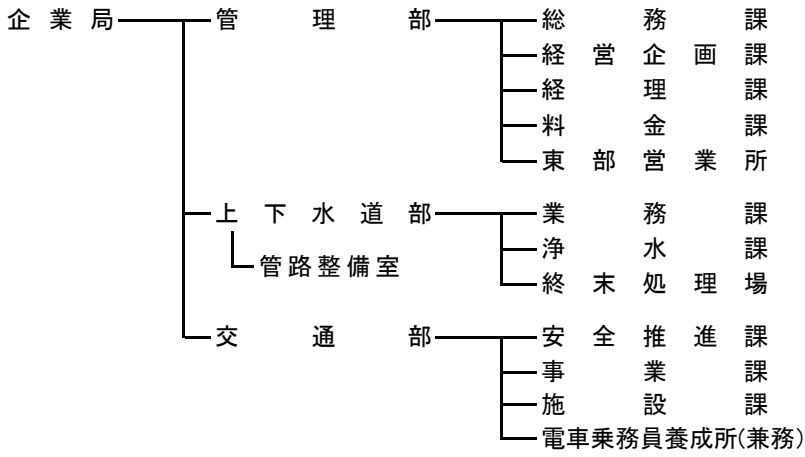 企業局 管理部 総務課
経営企画課
経理課
料金課
東部営業所
上下水道部 業務課
浄水課
管路整備室
終末処理場
交通部 安全推進課
事業課
施設課
電車乗務員養成所(兼務)